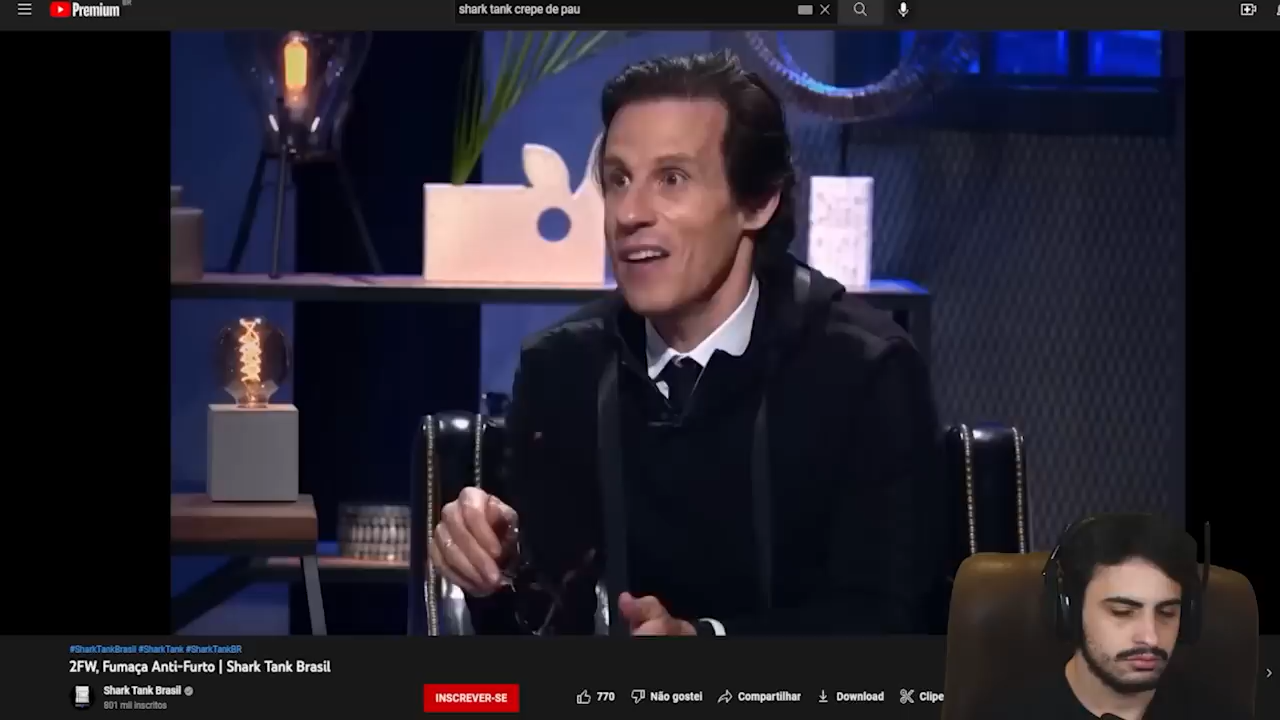 Premium BR
shark tank crepe de pau
#SharkTankBrasil #SharkTank #SharkTankBR
2FW, Fumaça Anti-Furto | Shark Tank Brasil
Shark Tank Brasil
801 mil inscritos
INSCREVER-SE
770
Não gostei
Compartilhar
Download
Clipe